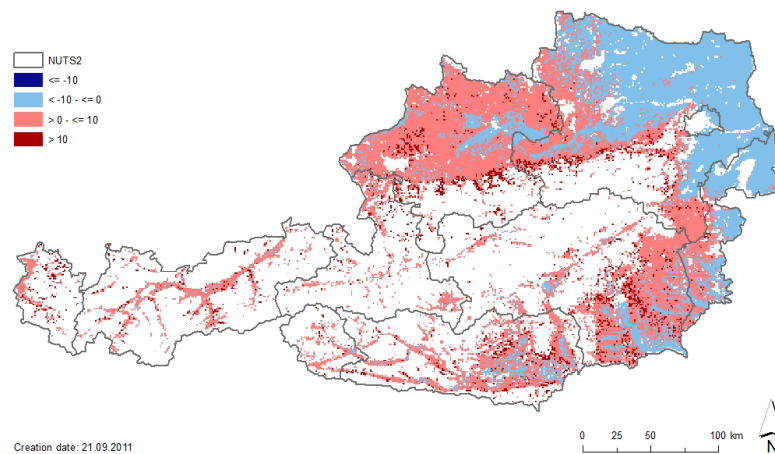 NUTS2
<= -10
< -10 - <= 0
> 0 - <= 10
> 10
Creation date: 21.09.2011
0 25 50 100 km
N